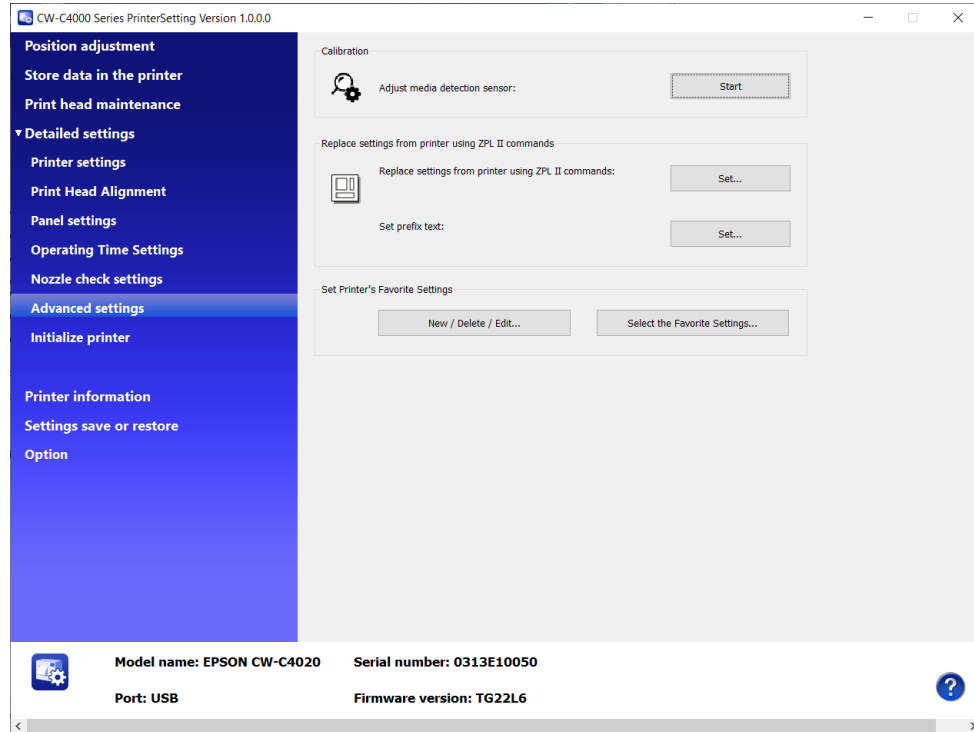 CW-C4000 Series PrinterSetting Version 1.0.0.0
Position adjustment
Store data in the printer
Print head maintenance
Detailed settings
Printer settings
Print Head Alignment
Panel settings
Operating Time Settings
Nozzle check settings
Advanced settings
Initialize printer
Printer information
Settings save or restore
Option
Calibration
Adjust media detection sensor:
Start
Replace settings from printer using ZPL II commands
Replace settings from printer using ZPL II commands:
Set...
Set prefix text:
Set...
Set Printer's Favorite Settings
New / Delete / Edit...
Select the Favorite Settings...
Model name: EPSON CW-C4020
Serial number: 0313E10050
Port: USB
Firmware version: TG22L6
?